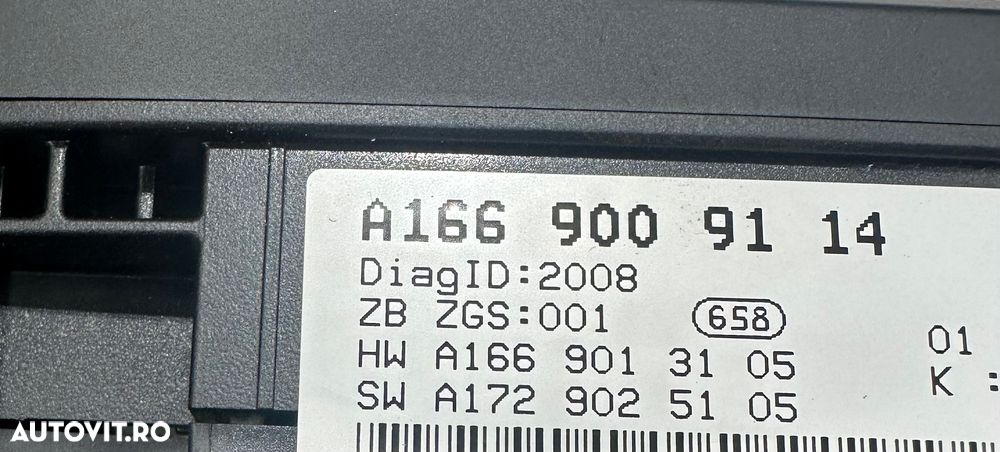 A166 900 91 14
DiagID:2008
ZB ZGS:001 658
01
HW A166 901 31 05
K :
SW A172 902 51 05
AUTOVIT.RO